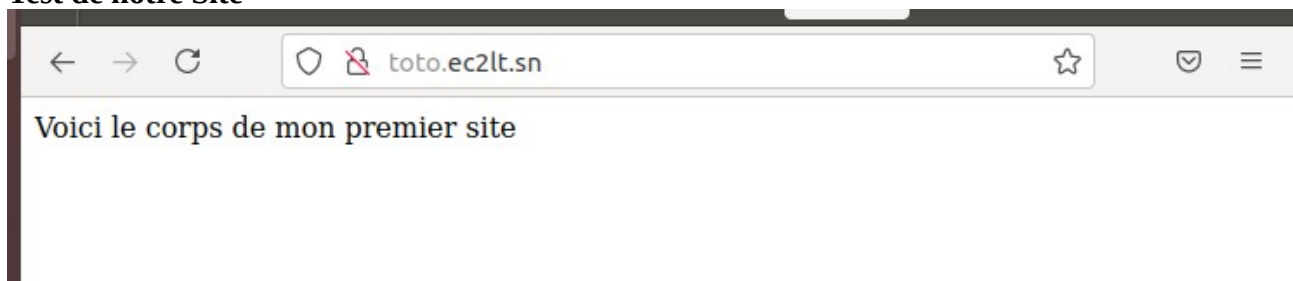 Test de notre Site
toto.ec2lt.sn
Voici le corps de mon premier site